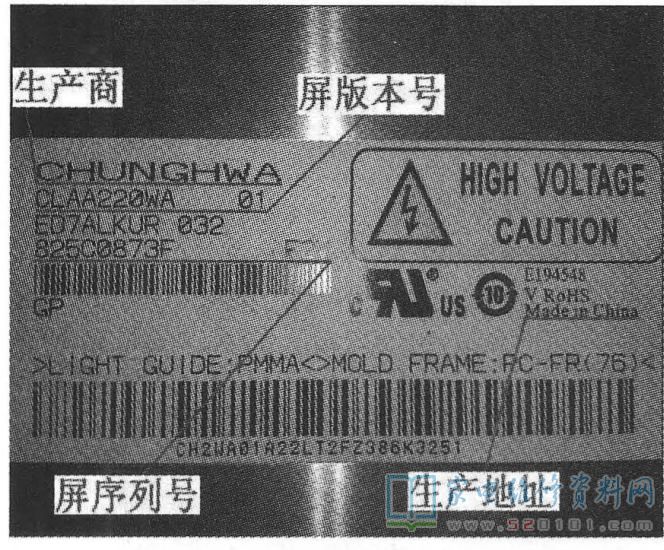 生产商
屏版本号
CHUNGHWA
CLAA220WA 01
ED7ALKUR 032
825C0873F
GP
HIGH VOLTAGE
CAUTION
C US
10
E194548
V RoHS
Made in China
>LIGHT GUIDE:PMMA<>MOLD FRAME:PC-FR(76)<
CH2WA01A22LT2FZ386K3251
屏序列号
生产地址
资料网
www.520101.com